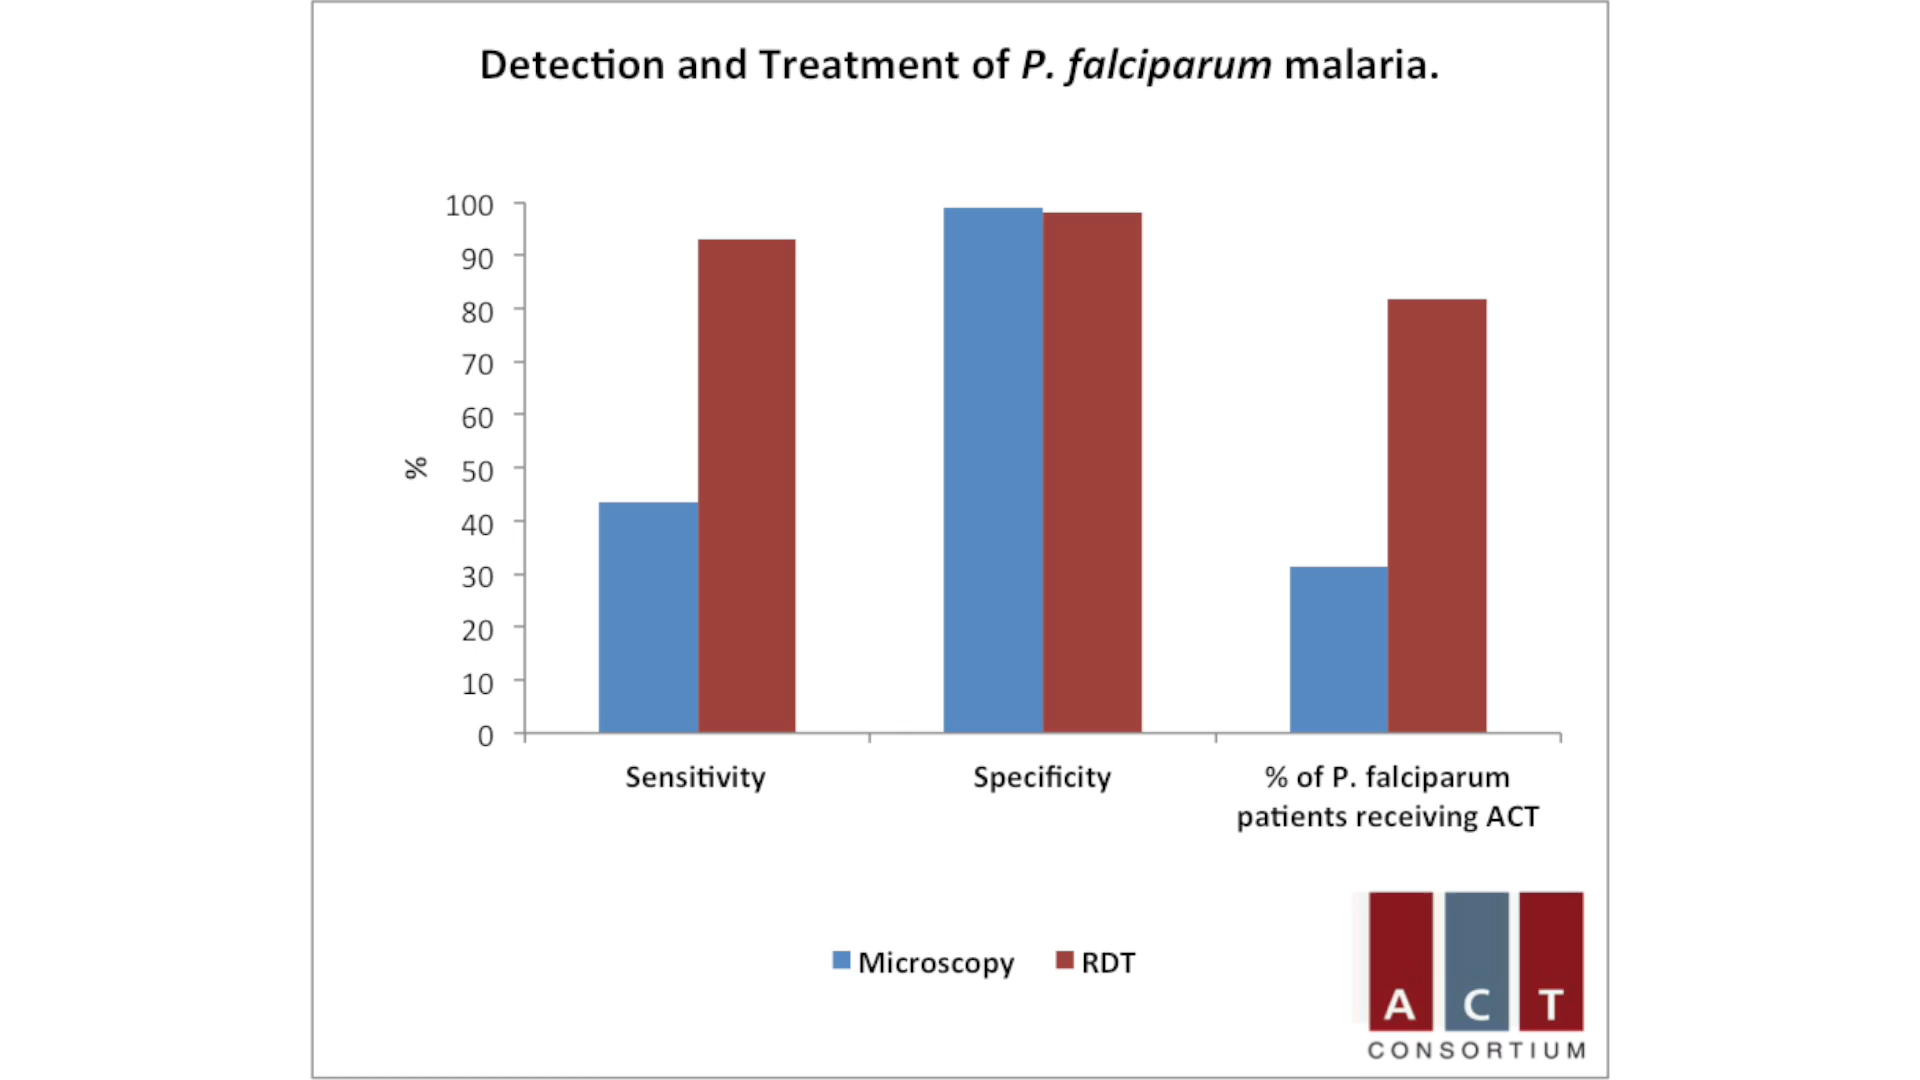 Detection and Treatment of P. falciparum malaria.
100
90
80
70
60
50
40
30
20
10
0
%
Sensitivity
Specificity
% of P. falciparum
patients receiving ACT
Microscopy
RDT
A C T
CONSORTIUM